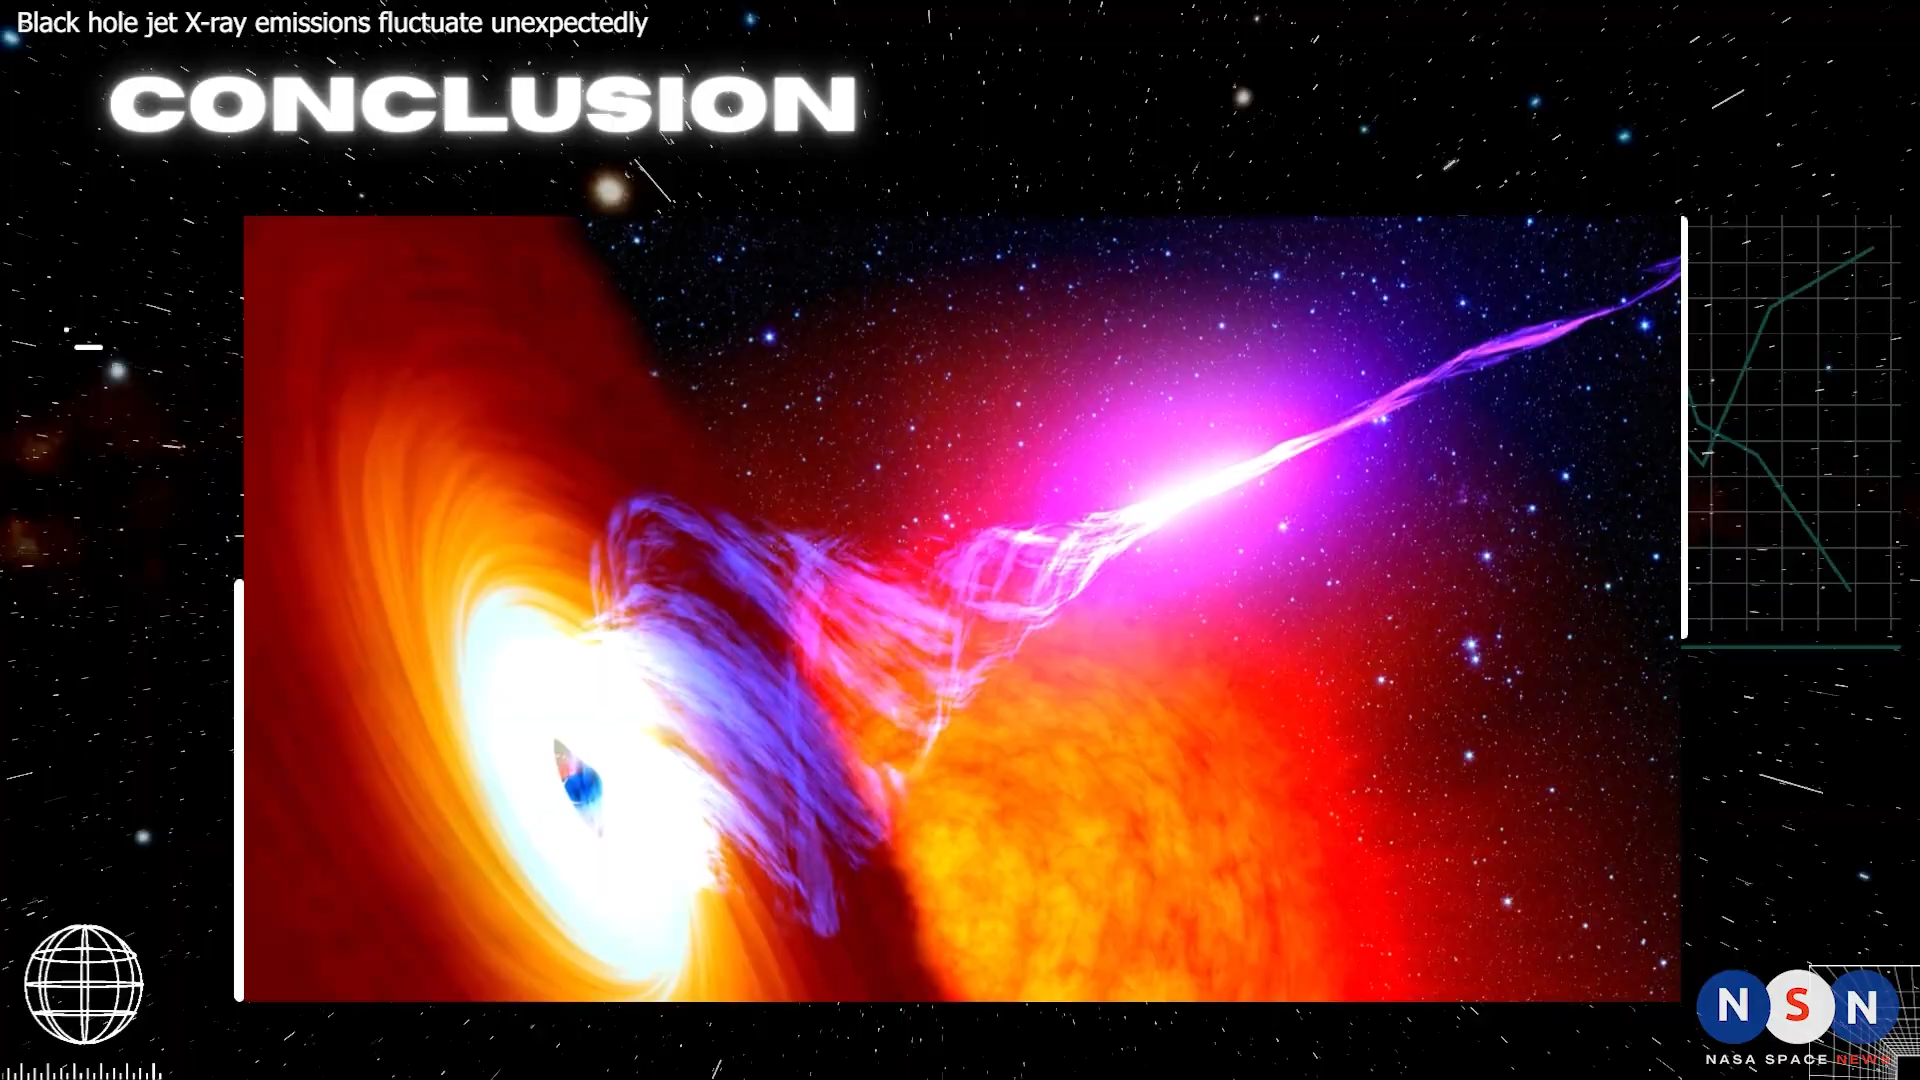 Black hole jet X-ray emissions fluctuate unexpectedly
CONCLUSION
NSN
NASA SPACE NEWS